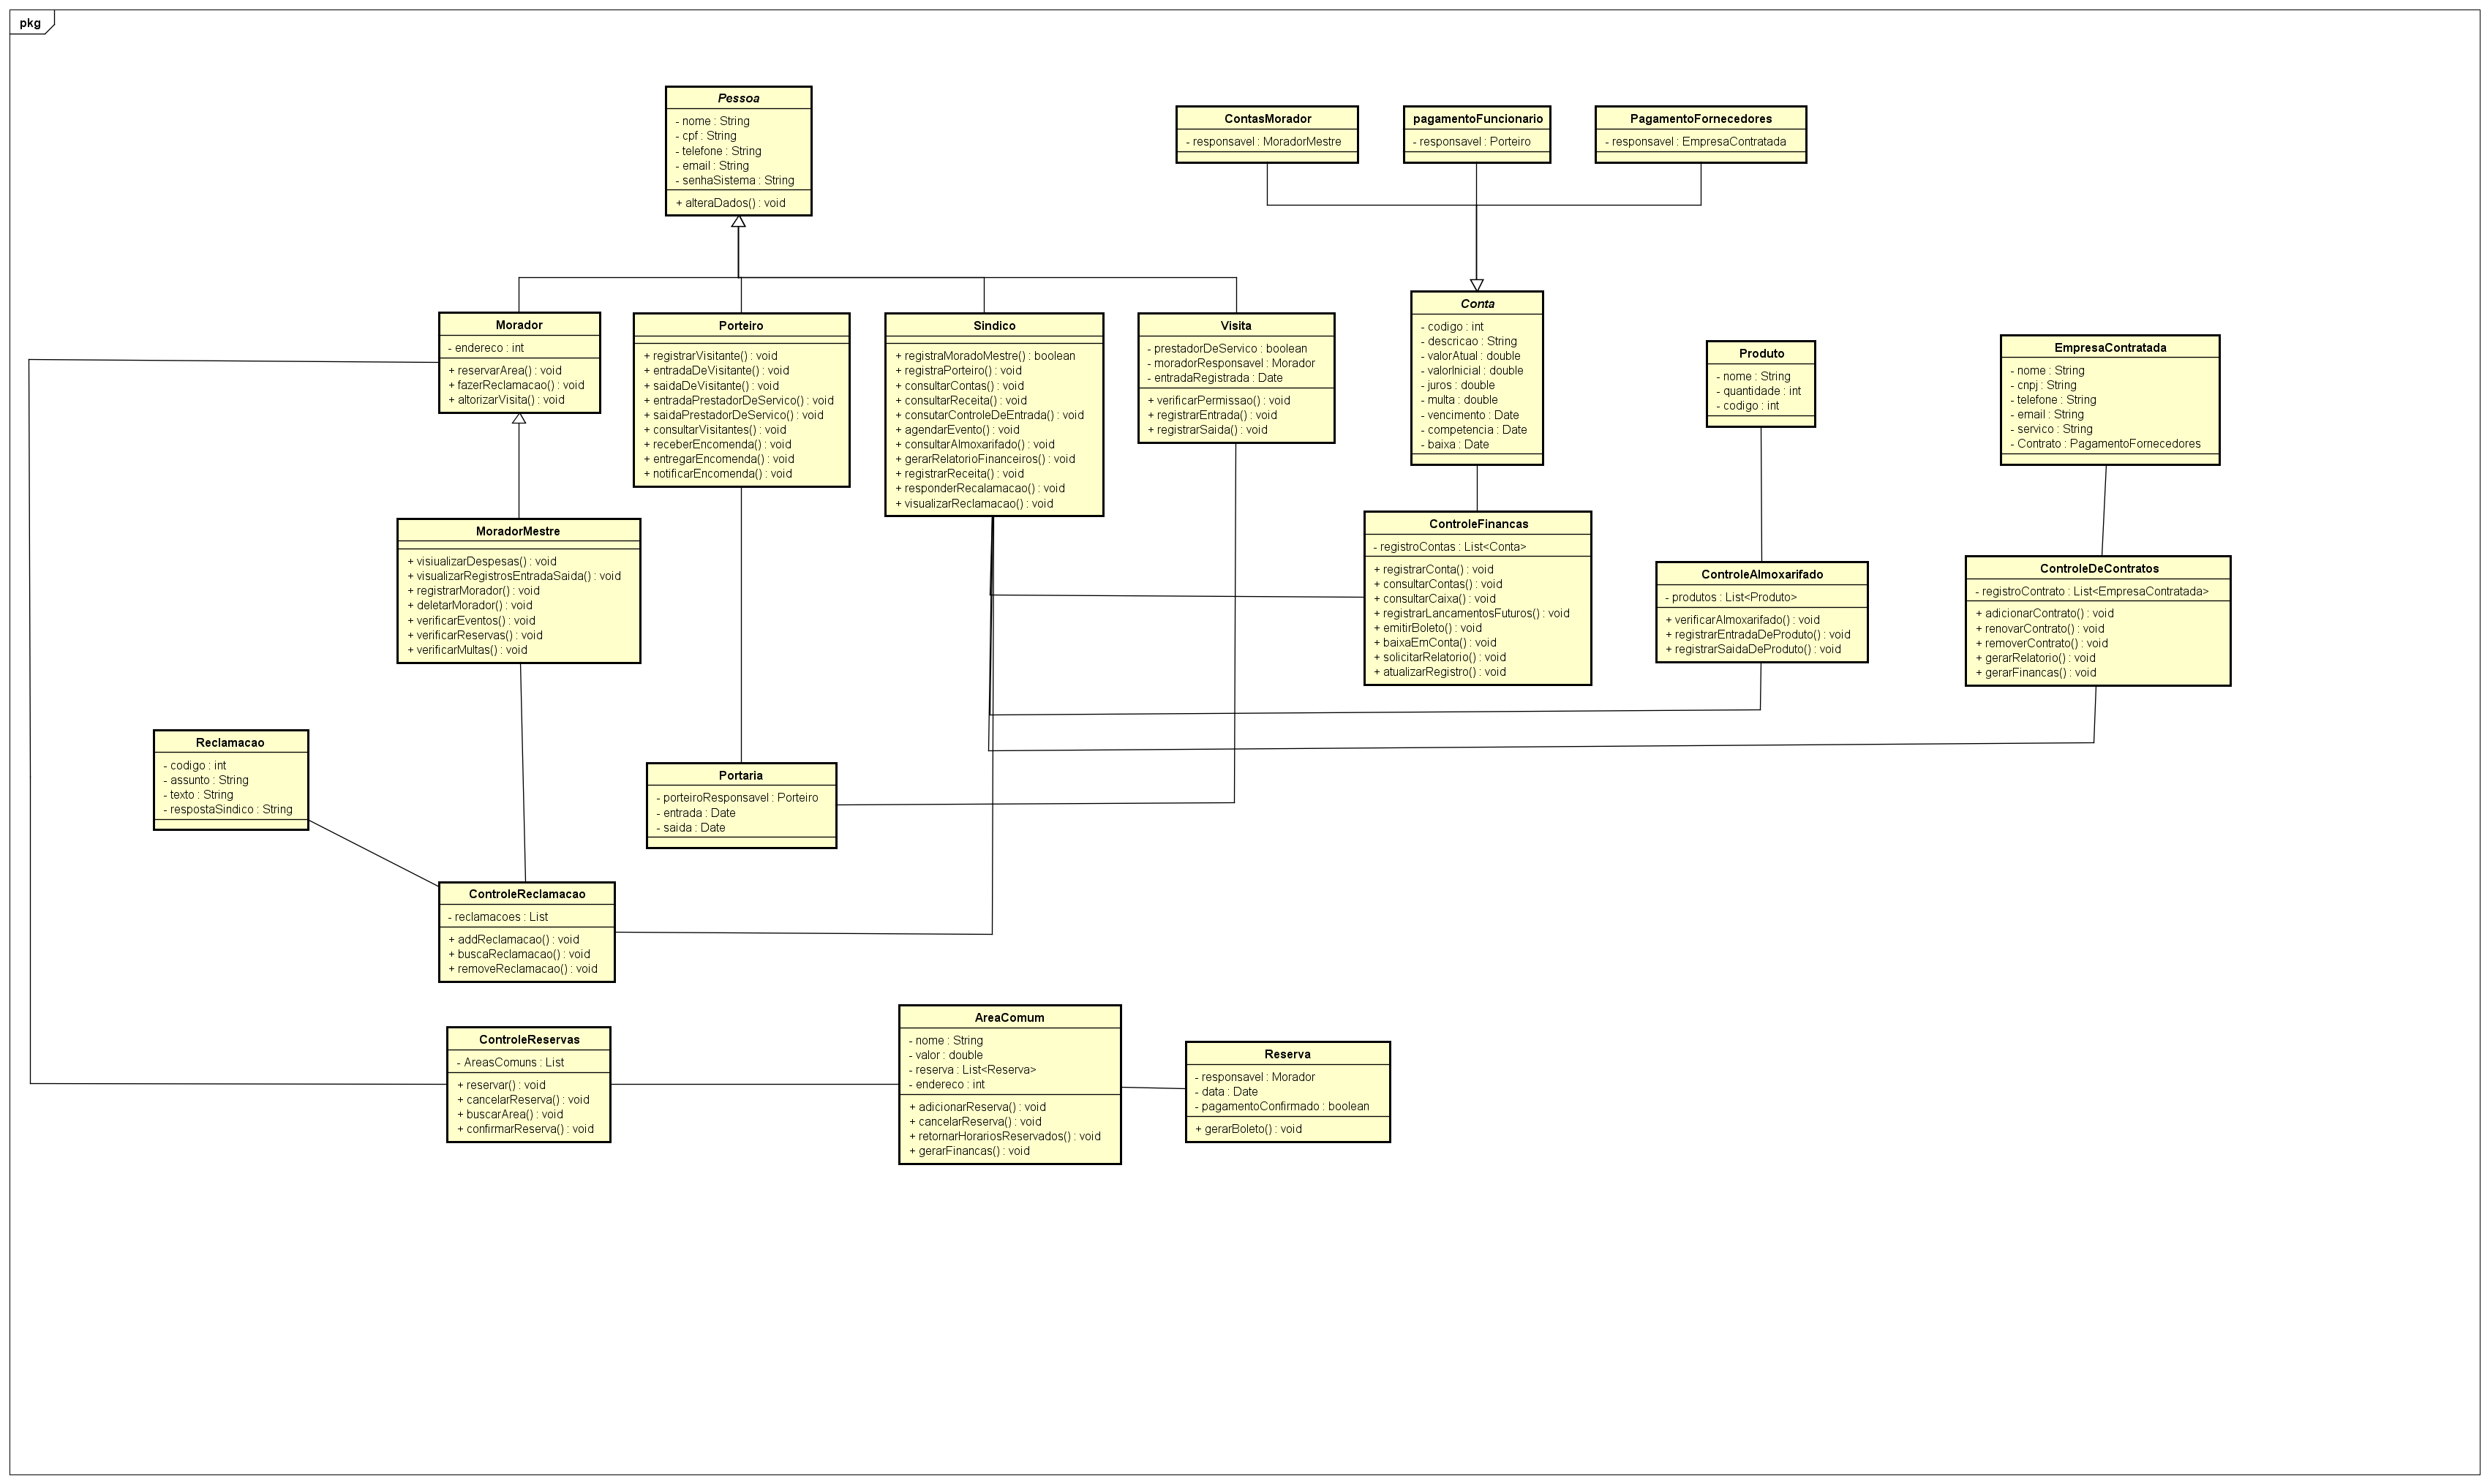 pkg
Pessoa
- nome : String
- cpf : String
- telefone : String
- email : String
- senhaSistema : String
+ alteraDados() : void
ContasMorador
- responsavel : MoradorMestre
pagamentoFuncionario
- responsavel : Porteiro
PagamentoFornecedores
- responsavel : EmpresaContratada
Morador
- endereco : int
+ reservarArea() : void
+ fazerReclamacao() : void
+ altorizarVisita() : void
Porteiro
+ registrarVisitante() : void
+ entradaDeVisitante() : void
+ saidaDeVisitante() : void
+ entradaPrestadorDeServico() : void
+ saidaPrestadorDeServico() : void
+ consultarVisitantes() : void
+ receberEncomenda() : void
+ entregarEncomenda() : void
+ notificarEncomenda() : void
Sindico
+ registraMoradoMestre() : boolean
+ registraPorteiro() : void
+ consultarContas() : void
+ consultarReceita() : void
+ consutarControleDeEntrada() : void
+ agendarEvento() : void
+ consultarAlmoxarifado() : void
+ gerarRelatorioFinanceiros() : void
+ registrarReceita() : void
+ responderRecalamacao() : void
+ visualizarReclamacao() : void
Visita
- prestadorDeServico : boolean
- moradorResponsavel : Morador
- entradaRegistrada : Date
+ verificarPermissao() : void
+ registrarEntrada() : void
+ registrarSaida() : void
Conta
- codigo : int
- descricao : String
- valorAtual : double
- valorInicial : double
- juros : double
- multa : double
- vencimento : Date
- competencia : Date
- baixa : Date
Produto
- nome : String
- quantidade : int
- codigo : int
EmpresaContratada
- nome : String
- cnpj : String
- telefone : String
- email : String
- servico : String
- Contrato : PagamentoFornecedores
MoradorMestre
+ visiualizarDespesas() : void
+ visualizarRegistrosEntradaSaida() : void
+ registrarMorador() : void
+ deletarMorador() : void
+ verificarEventos() : void
+ verificarReservas() : void
+ verificarMultas() : void
ControleFinancas
- registroContas : List<Conta>
+ registrarConta() : void
+ consultarContas() : void
+ consultarCaixa() : void
+ registrarLancamentosFuturos() : void
+ emitirBoleto() : void
+ baixaEmConta() : void
+ solicitarRelatorio() : void
+ atualizarRegistro() : void
ControleAlmoxarifado
- produtos : List<Produto>
+ verificarAlmoxarifado() : void
+ registrarEntradaDeProduto() : void
+ registrarSaidaDeProduto() : void
ControleDeContratos
- registroContrato : List<EmpresaContratada>
+ adicionarContrato() : void
+ renovarContrato() : void
+ removerContrato() : void
+ gerarRelatorio() : void
+ gerarFinancas() : void
Reclamacao
- codigo : int
- assunto : String
- texto : String
- respostaSindico : String
Portaria
- porteiroResponsavel : Porteiro
- entrada : Date
- saida : Date
ControleReclamacao
- reclamacoes : List
+ addReclamacao() : void
+ buscaReclamacao() : void
+ removeReclamacao() : void
ControleReservas
- AreasComuns : List
+ reservar() : void
+ cancelarReserva() : void
+ buscarArea() : void
+ confirmarReserva() : void
AreaComum
- nome : String
- valor : double
- reserva : List<Reserva>
- endereco : int
+ adicionarReserva() : void
+ cancelarReserva() : void
+ retornarHorariosReservados() : void
+ gerarFinancas() : void
Reserva
- responsavel : Morador
- data : Date
- pagamentoConfirmado : boolean
+ gerarBoleto() : void